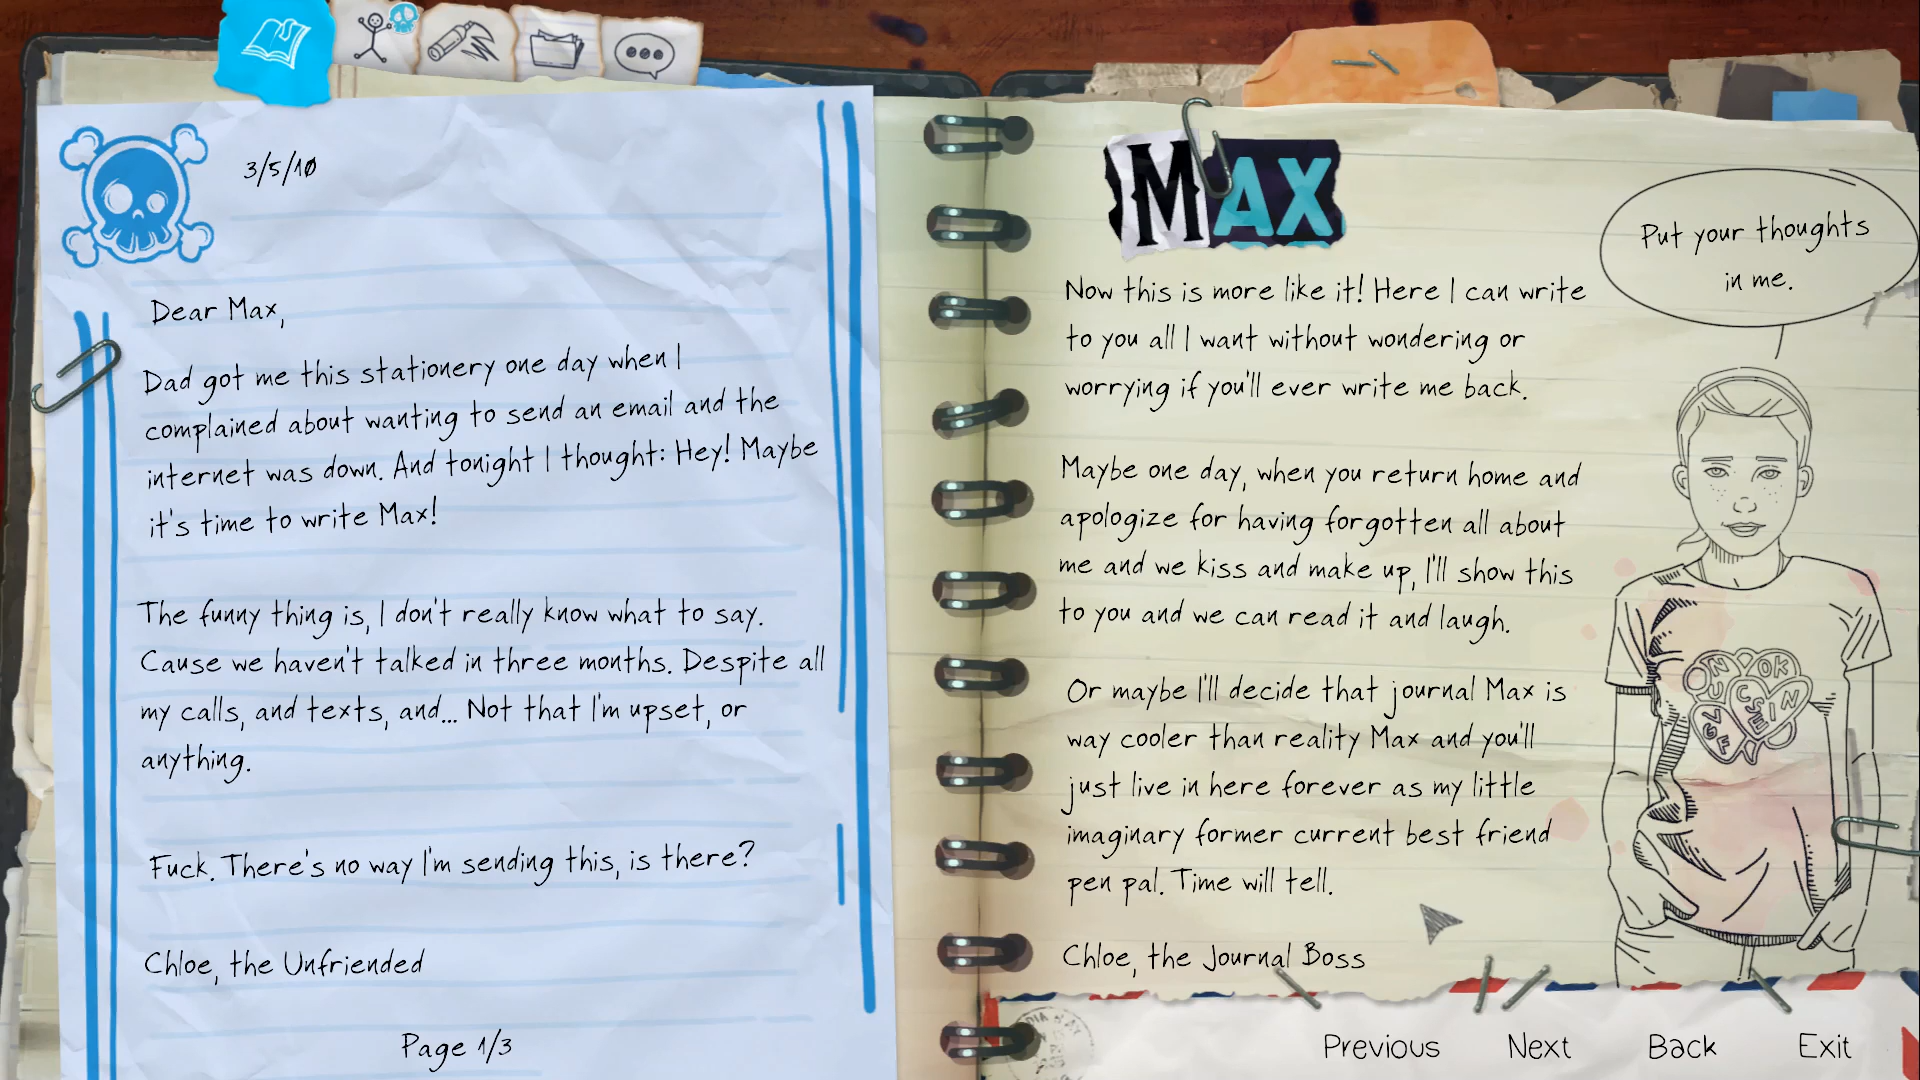 3/5/10
Dear Max,
Dad got me this stationery one day when I
complained about wanting to send an email and the
internet was down. And tonight I thought: Hey! Maybe
it's time to write Max!
The funny thing is, I don't really know what to say.
Cause we haven't talked in three months. Despite all
my calls, and texts, and... Not that I'm upset, or
anything.
Fuck. There's no way I'm sending this, is there?
Chloe, the Unfriended
Page 1/3
MAX
Now this is more like it! Here I can write
to you all I want without wondering or
worrying if you'll ever write me back.
Maybe one day, when you return home and
apologize for having forgotten all about
me and we kiss and make up, I'll show this
to you and we can read it and laugh.
Or maybe I'll decide that journal Max is
way cooler than reality Max and you'll
just live in here forever as my little
imaginary former current best friend
pen pal. Time will tell.
Chloe, the Journal Boss
Put your thoughts
in me.
Previous Next Back Exit